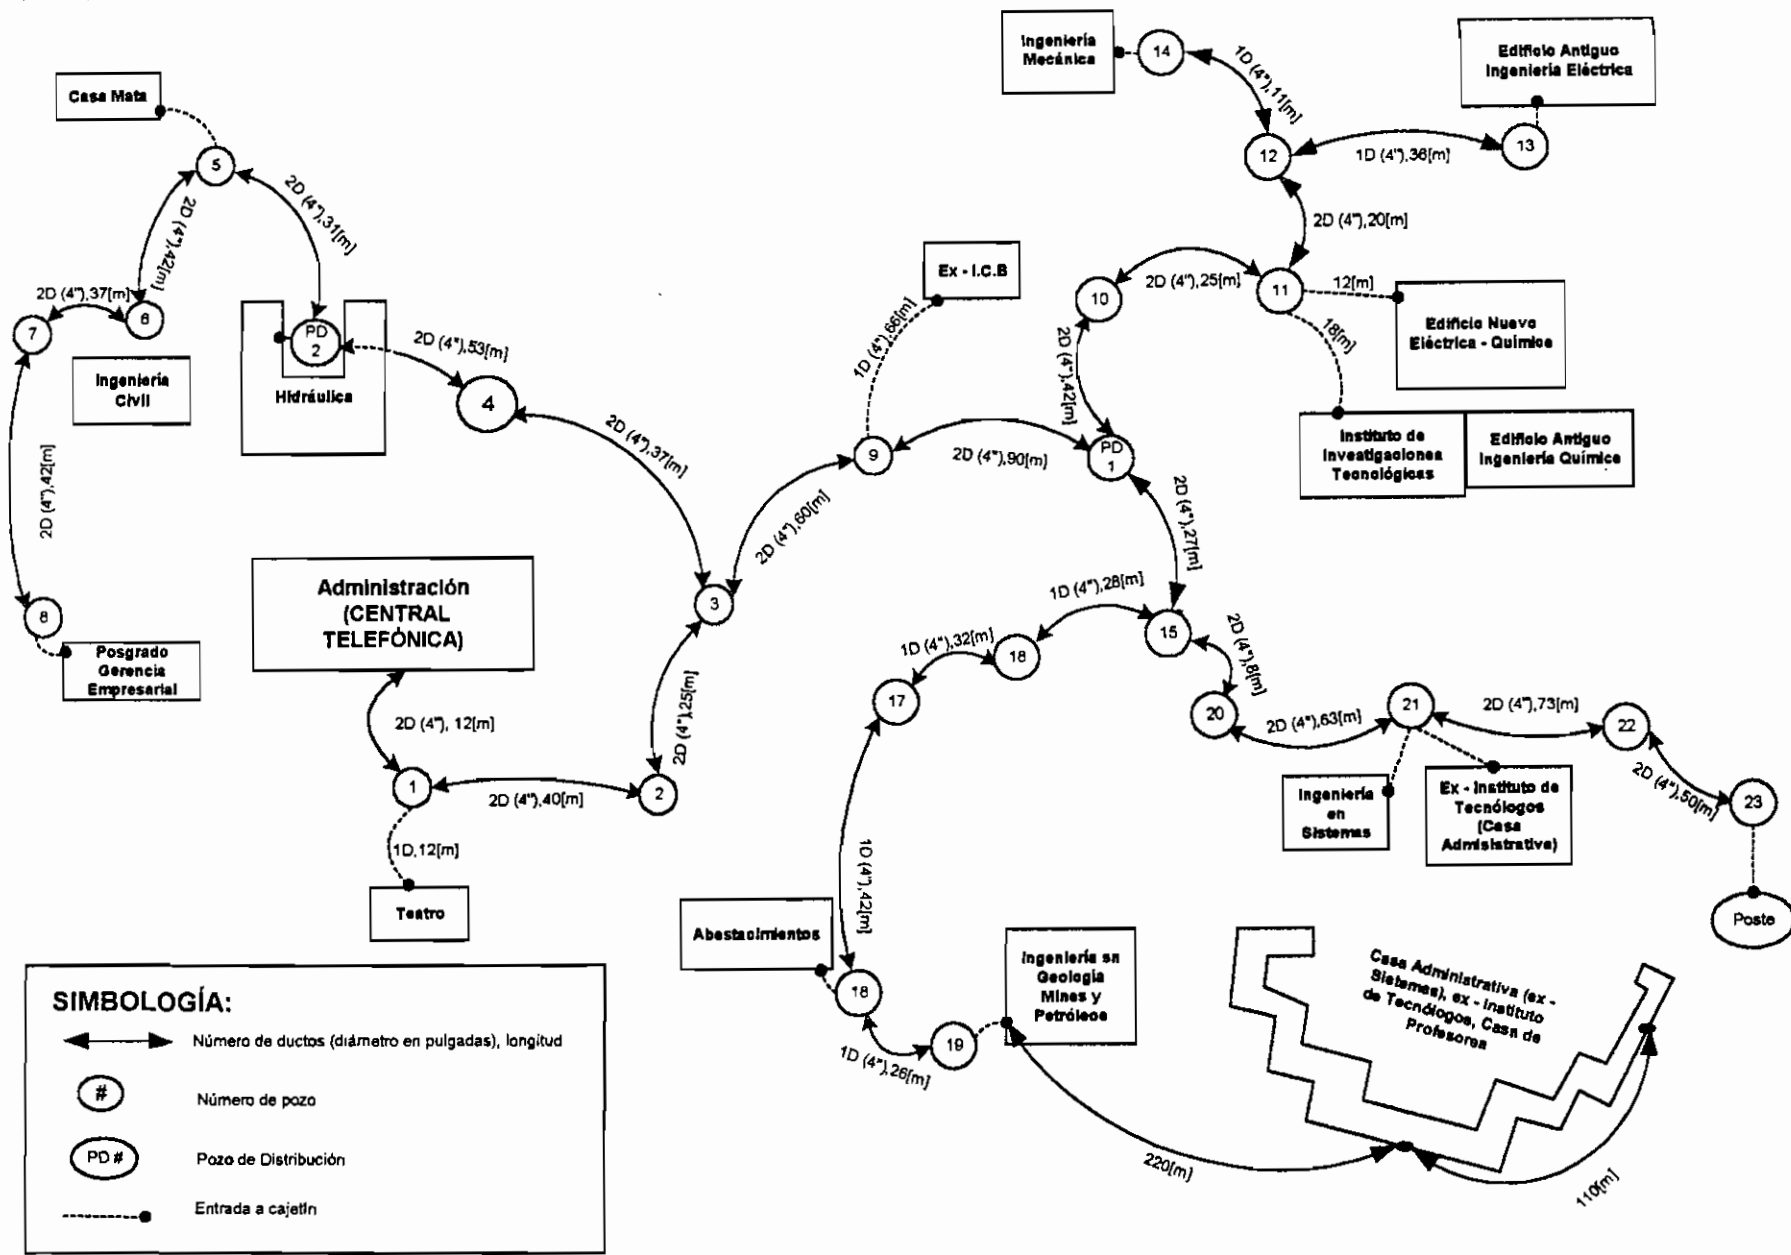 Ingeniería
Mecánica
14
1D (4"),11[m]
Edificio Antiguo
Ingeniería Eléctrica
12
1D (4"),36[m]
13
2D (4"),20[m]
Casa Mata
5
2D (4"),31[m]
2D (4"),42[m]
2D (4"),37[m]
7
6
Ingeniería
Civil
2D (4"),42[m]
8
Posgrado
Gerencia
Empresarial
PD
2
Hidráulica
2D (4"),53[m]
4
2D (4"),37[m]
Ex - I.C.B
1D (4"),66[m]
9
2D (4"),90[m]
2D (4"),60[m]
10
2D (4"),25[m]
11
12[m]
18[m]
Edificio Nuevo
Eléctrica - Química
2D (4"),42[m]
PD
1
Instituto de
Investigaciones
Tecnológicas
Edificio Antiguo
Ingeniería Química
2D (4"),27[m]
Administración
(CENTRAL
TELEFÓNICA)
3
2D (4"),25[m]
2D (4"), 12[m]
1
2D (4"),40[m]
2
1D,12[m]
Teatro
1D (4"),28[m]
15
1D (4"),32[m]
18
17
2D (4"),8[m]
20
2D (4"),63[m]
21
2D (4"),73[m]
22
2D (4"),50[m]
23
Poste
Ingeniería
en
Sistemas
Ex - Instituto de
Tecnólogos
(Casa
Administrativa)
1D (4"),42[m]
Abastacimientos
18
1D (4"),26[m]
19
Ingeniería en
Geología
Mines y
Petróleos
220[m]
110[m]
Casa Administrativa (ex -
Sistemas), ex - Instituto
de Tecnólogos, Casa de
Profesores
SIMBOLOGÍA:
Número de ductos (diámetro en pulgadas), longitud
#
Número de pozo
PD #
Pozo de Distribución
Entrada a cajetín